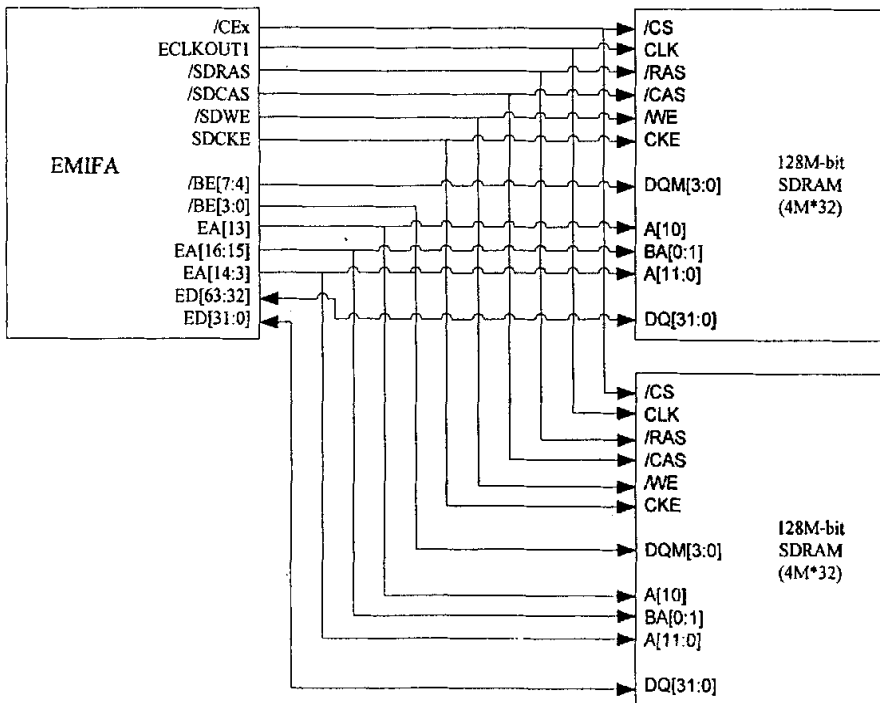 /CEx
ECLKOUT1
/SDRAS
/SDCAS
/SDWE
SDCKE
EMIFA
/BE[7:4]
/BE[3:0]
EA[13]
EA[16:15]
EA[14:3]
ED[63:32]
ED[31:0]
/CS
CLK
/RAS
/CAS
/WE
CKE
128M-bit
SDRAM
(4M*32)
DQM[3:0]
A[10]
BA[0:1]
A[11:0]
DQ[31:0]
/CS
CLK
/RAS
/CAS
/WE
CKE
128M-bit
SDRAM
(4M*32)
DQM[3:0]
A[10]
BA[0:1]
A[11:0]
DQ[31:0]